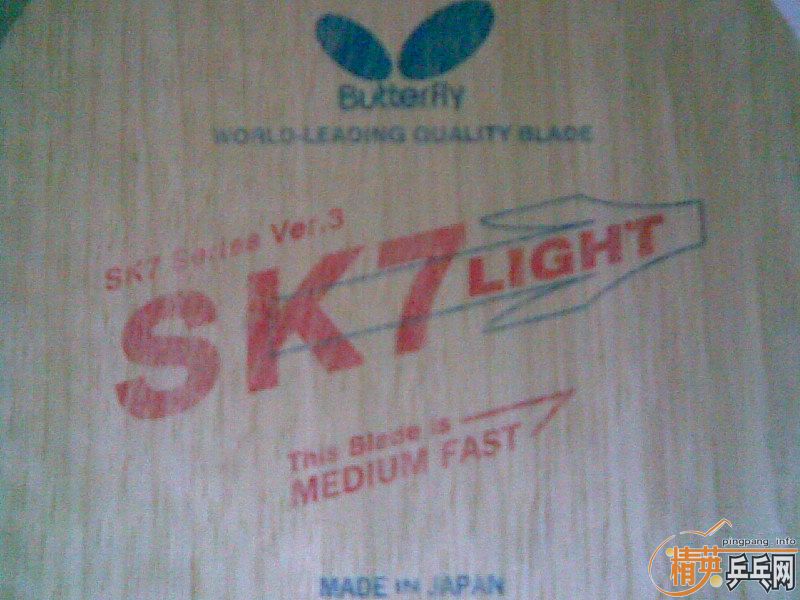 Butterfly
WORLD-LEADING QUALITY BLADE
SK7 Series Ver.3
SK7 LIGHT
This Blade is
MEDIUM FAST
MADE IN JAPAN
pingpang.info
精英乒乓网